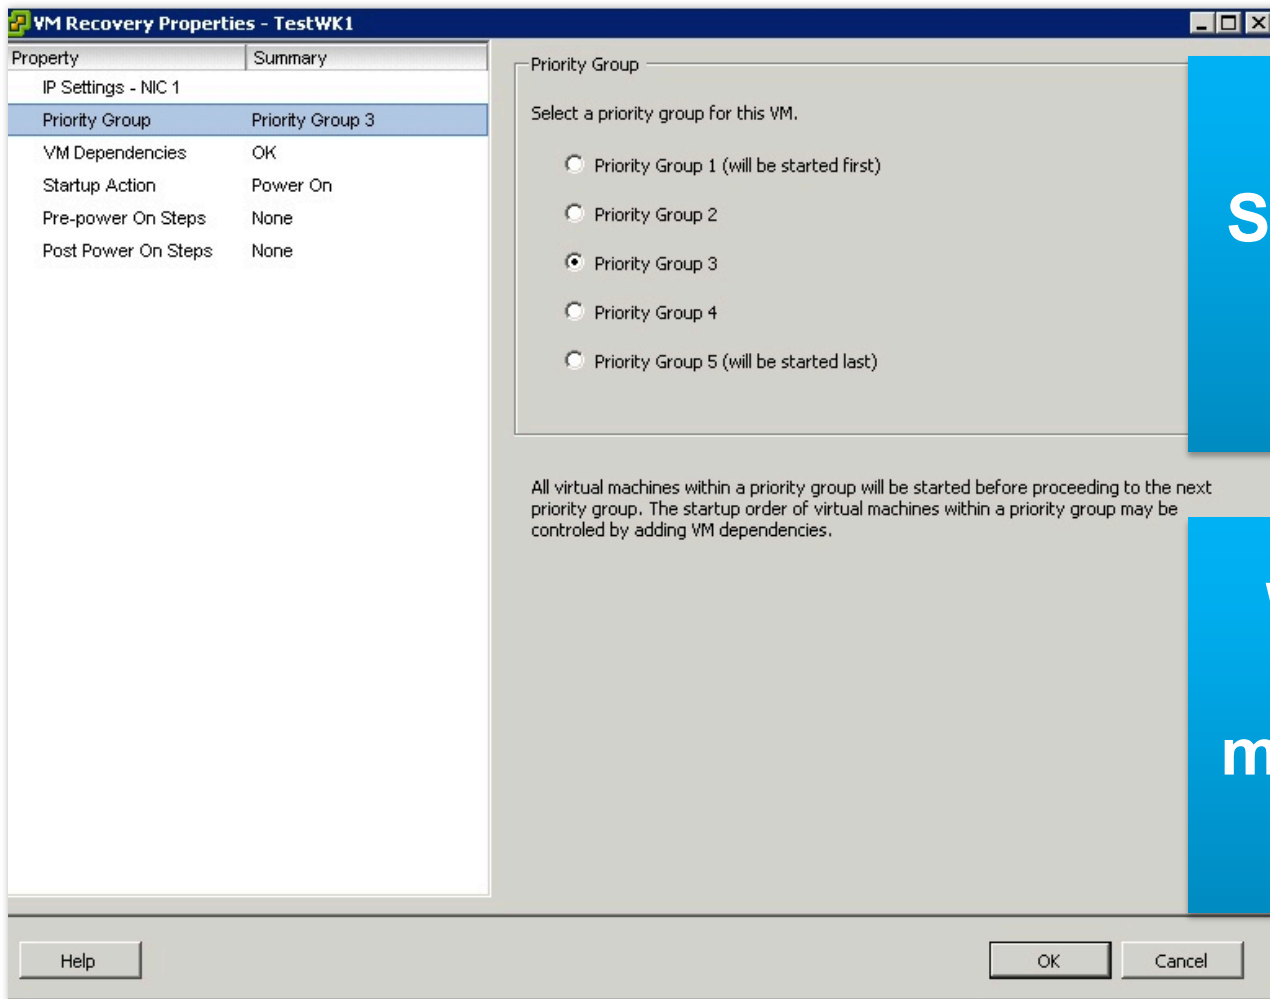 VM Recovery Properties - TestWK1
Property Summary
IP Settings - NIC 1
Priority Group Priority Group 3
VM Dependencies OK
Startup Action Power On
Pre-power On Steps None
Post Power On Steps None
Priority Group
Select a priority group for this VM.
Priority Group 1 (will be started first)
Priority Group 2
Priority Group 3
Priority Group 4
Priority Group 5 (will be started last)
All virtual machines within a priority group will be started before proceeding to the next
priority group. The startup order of virtual machines within a priority group may be
controled by adding VM dependencies.
Help OK Cancel